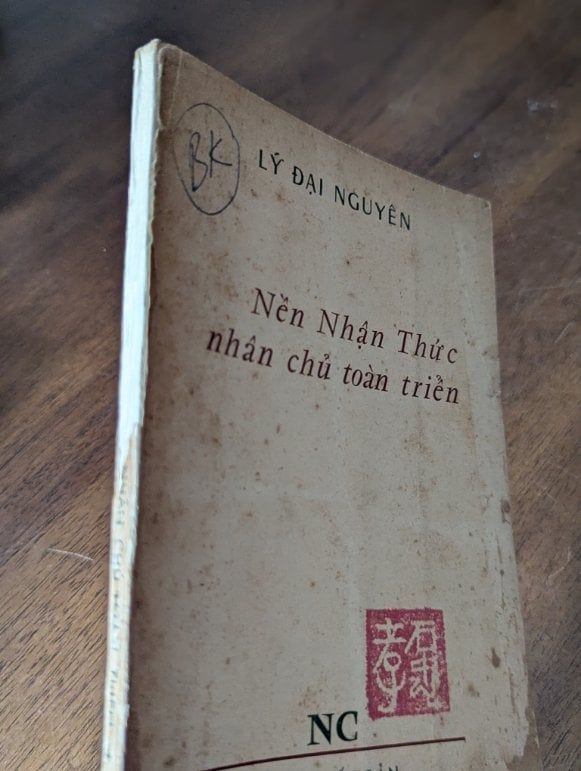 BK
LÝ ĐẠI NGUYÊN
Nền Nhận Thức
nhân chủ toàn triển
NC